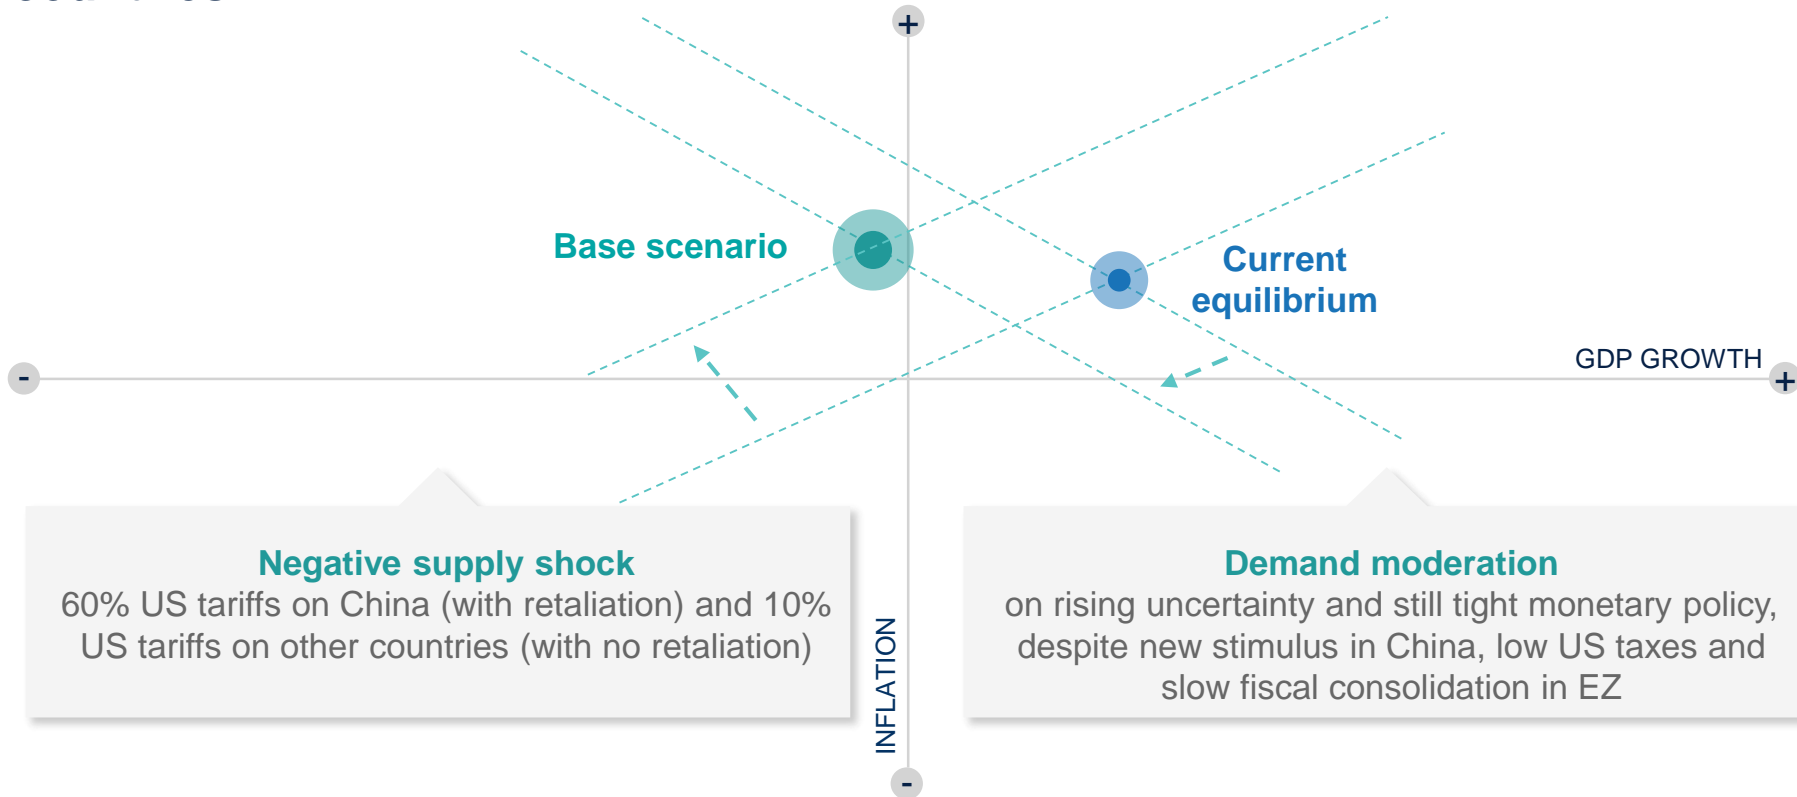 +
Base scenario
Current
equilibrium
GDP GROWTH
-
+
Negative supply shock
60% US tariffs on China (with retaliation) and 10%
US tariffs on other countries (with no retaliation)
Demand moderation
on rising uncertainty and still tight monetary policy,
despite new stimulus in China, low US taxes and
slow fiscal consolidation in EZ
INFLATION
-